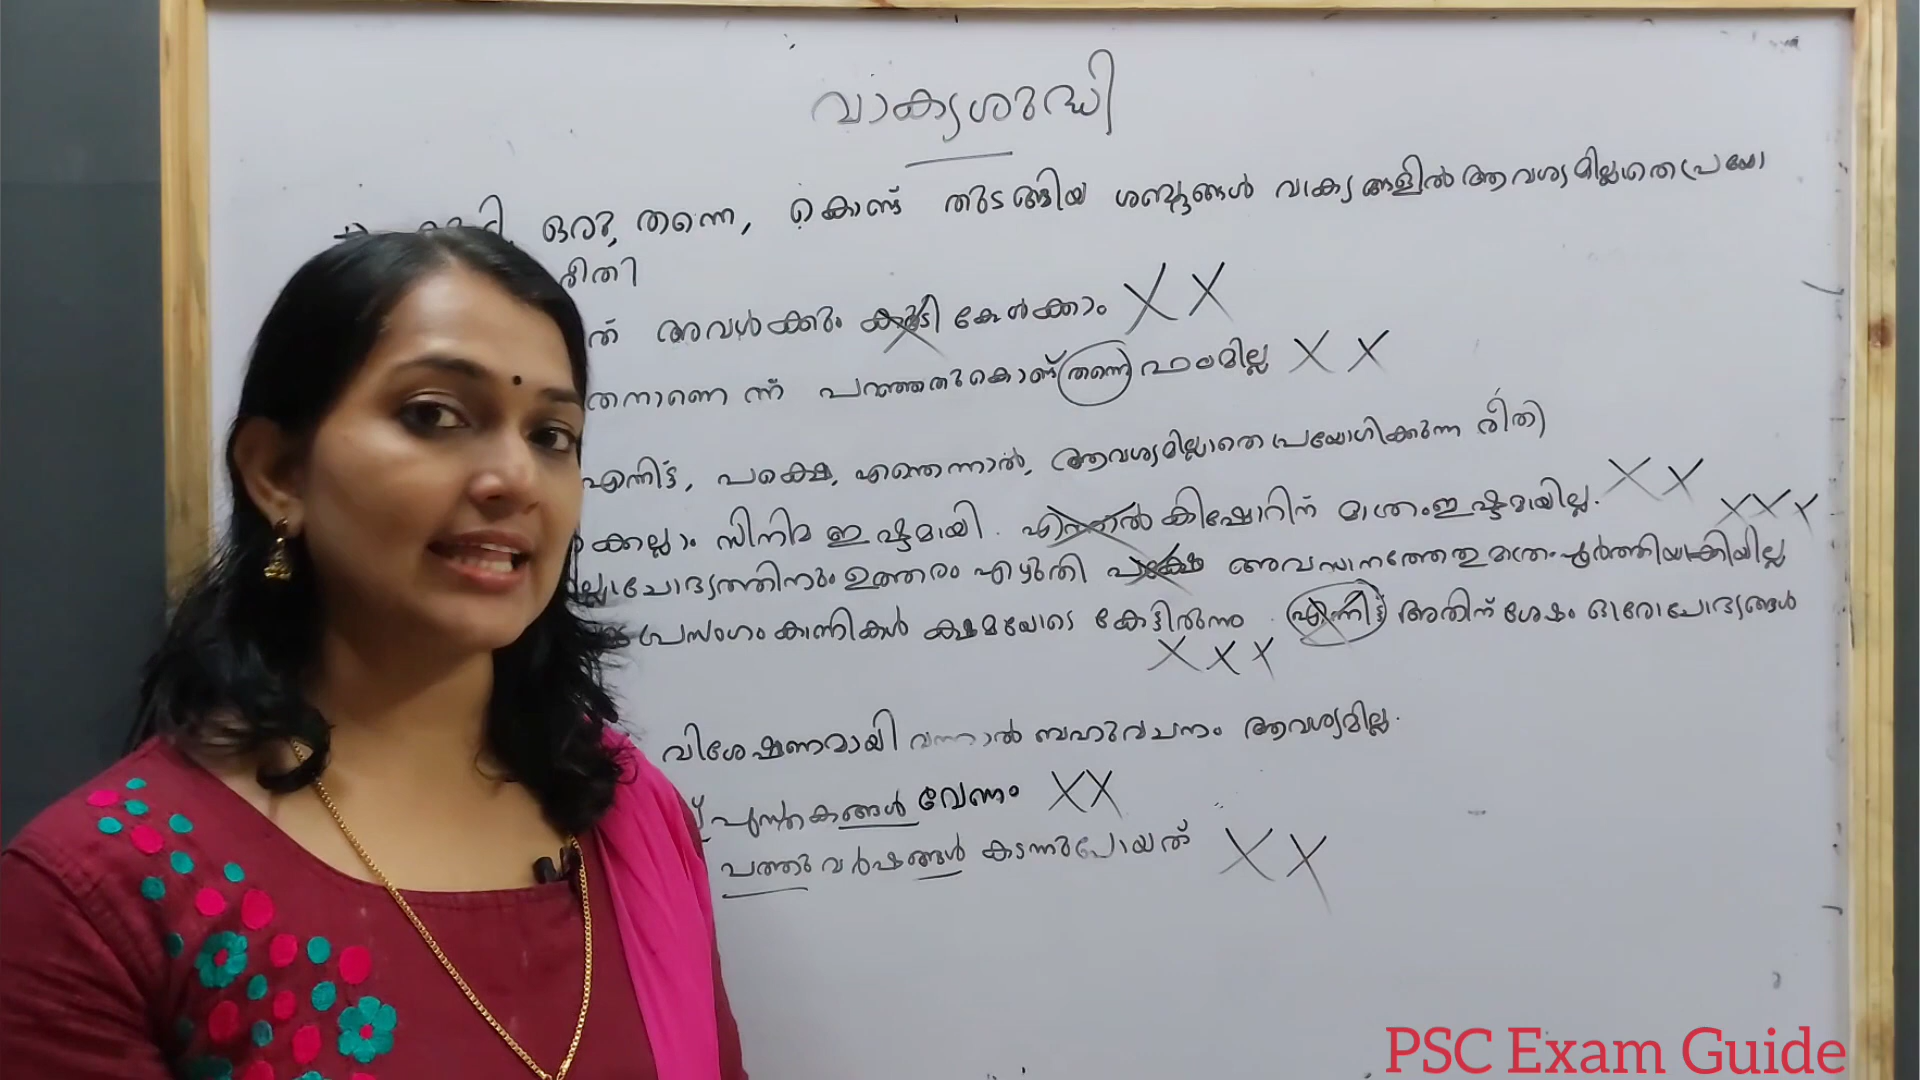 വാക്യശുദ്ധി
ഒരു, തന്നെ, കൊണ്ട് തുടങ്ങിയ ശബ്ദങ്ങൾ വാക്യങ്ങളിൽ ആവശ്യമില്ലാതെ പ്രയോ
രീതി
ത് അവൾക്കും കൂടി കേൾക്കാം X X
തനാണെ ന്ന് പറഞ്ഞതുകൊണ്ട് തന്നെ ഫലമില്ല X X
എന്നിട്ട്, പക്ഷെ, എന്തെന്നാൽ, ആവശ്യമില്ലാതെ പ്രയോഗിക്കുന്ന രീതി
ക്കെല്ലാം സിനിമ ഇഷ്ടമായി. എന്നാൽ കിഷോറിന് മാത്രം ഇഷ്ടമായില്ല. X X
ല്ലാ ചോദ്യത്തിനും ഉത്തരം എഴുതി പക്ഷേ അവസാനത്തേതു മാത്രം പൂർത്തിയാക്കിയില്ല X X X
പ്രസംഗം കാണികൾ ക്ഷമയോടെ കേട്ടിരുന്നു. എന്നിട്ട് അതിന് ശേഷം ഓരോ ചോദ്യങ്ങൾ
X X X
വിശേഷണമായി വന്നാൽ ബഹുവചനം ആവശ്യമില്ല.
പുസ്തകങ്ങൾ വേണം X X
പത്തു വർഷങ്ങൾ കടന്നുപോയത് X X
PSC Exam Guide